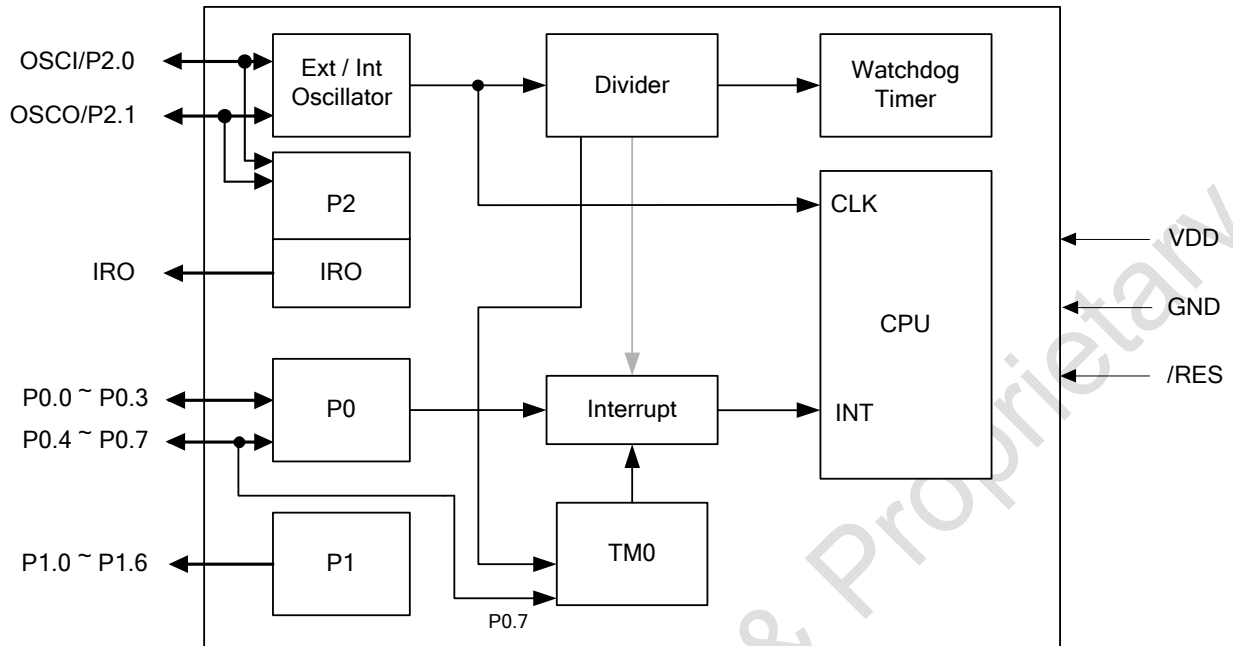 OSCI/P2.0
OSCO/P2.1
Ext / Int
Oscillator
Divider
Watchdog
Timer
P2
CLK
VDD
IRO
IRO
GND
CPU
/RES
P0.0 ~ P0.3
P0
Interrupt
INT
P0.4 ~ P0.7
P1.0 ~ P1.6
P1
TM0
P0.7
& Proprietary